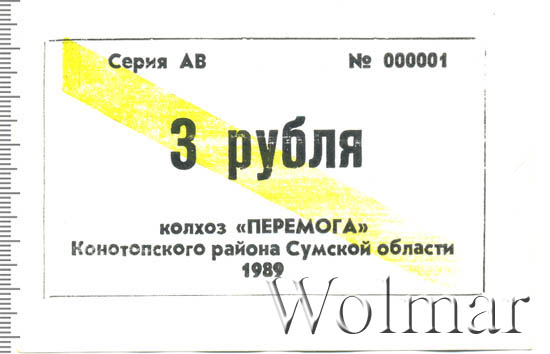 Серия АВ № 000001
3 рубля
колхоз «ПЕРЕМОГА»
Конотопского района Сумской области
1989
Wolmar